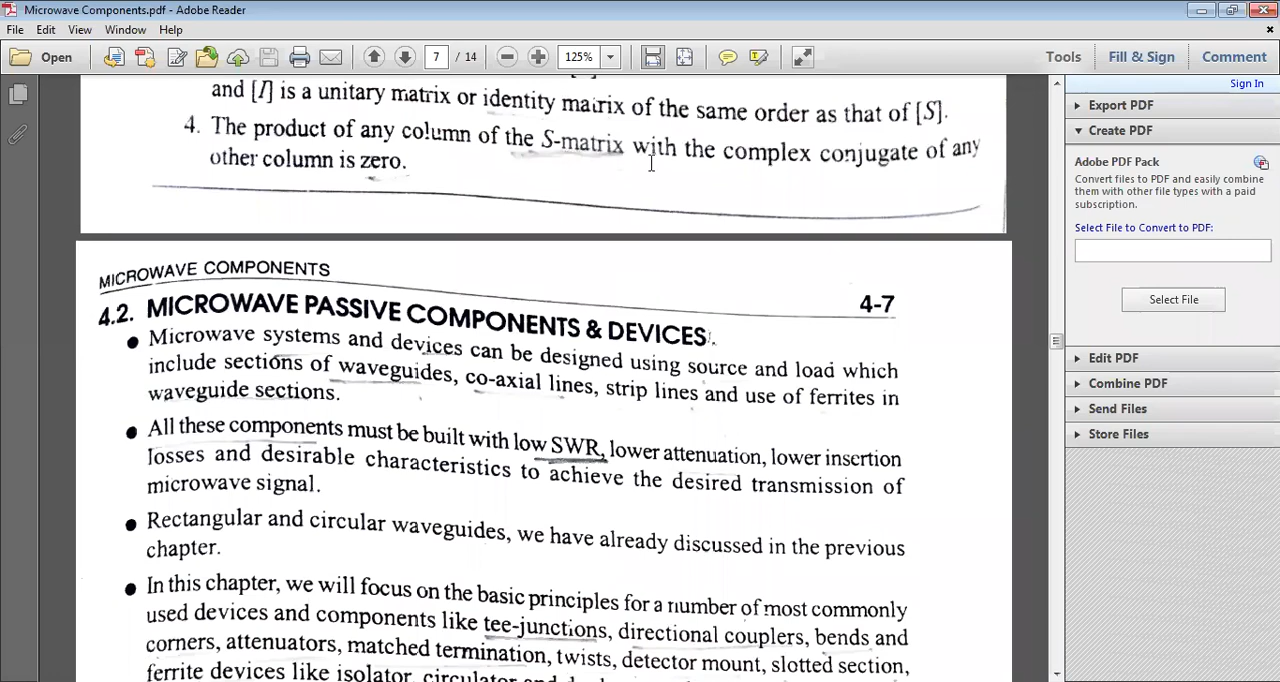 Microwave Components.pdf - Adobe Reader
File Edit View Window Help
Open 7 / 14 125% Tools Fill & Sign Comment
Sign In
Export PDF
Create PDF
Adobe PDF Pack
Convert files to PDF and easily combine
them with other file types with a paid
subscription.
Select File to Convert to PDF:
Select File
Edit PDF
Combine PDF
Send Files
Store Files
and [I] is a unitary matrix or identity matrix of the same order as that of [S].
4. The product of any column of the S-matrix with the complex conjugate of any
other column is zero.
MICROWAVE COMPONENTS
4-7
4.2. MICROWAVE PASSIVE COMPONENTS & DEVICES
● Microwave systems and devices can be designed using source and load which
include sections of waveguides, co-axial lines, strip lines and use of ferrites in
waveguide sections.
● All these components must be built with low SWR, lower attenuation, lower insertion
losses and desirable characteristics to achieve the desired transmission of
microwave signal.
● Rectangular and circular waveguides, we have already discussed in the previous
chapter.
● In this chapter, we will focus on the basic principles for a number of most commonly
used devices and components like tee-junctions, directional couplers, bends and
corners, attenuators, matched termination, twists, detector mount, slotted section,
ferrite devices like isolator, circulator and